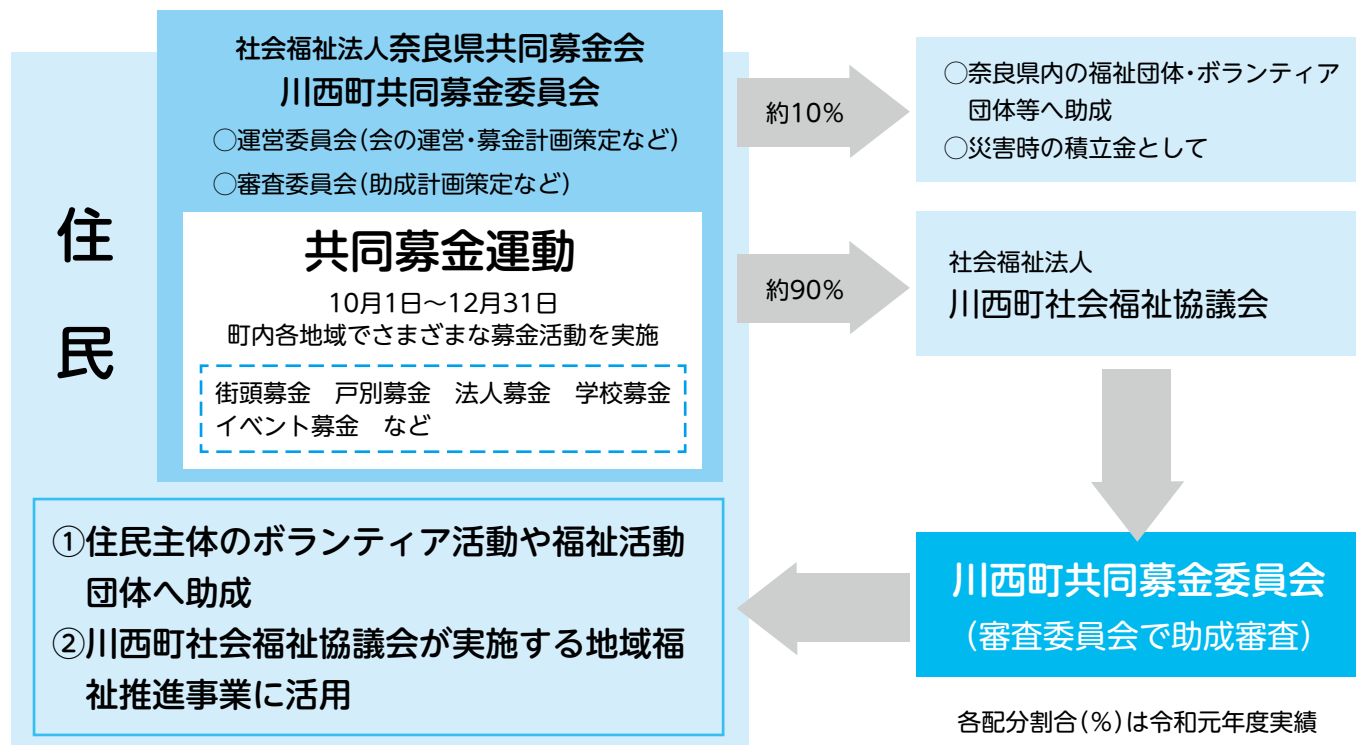 住
民
社会福祉法人奈良県共同募金会
川西町共同募金委員会
○運営委員会(会の運営・募金計画策定など)
○審査委員会(助成計画策定など)
共同募金運動
10月1日～12月31日
町内各地域でさまざまな募金活動を実施
街頭募金　戸別募金　法人募金　学校募金
イベント募金　など
約10%
○奈良県内の福祉団体・ボランティア
団体等へ助成
○災害時の積立金として
約90%
社会福祉法人
川西町社会福祉協議会
川西町共同募金委員会
(審査委員会で助成審査)
①住民主体のボランティア活動や福祉活動
団体へ助成
②川西町社会福祉協議会が実施する地域福
祉推進事業に活用
各配分割合(%)は令和元年度実績